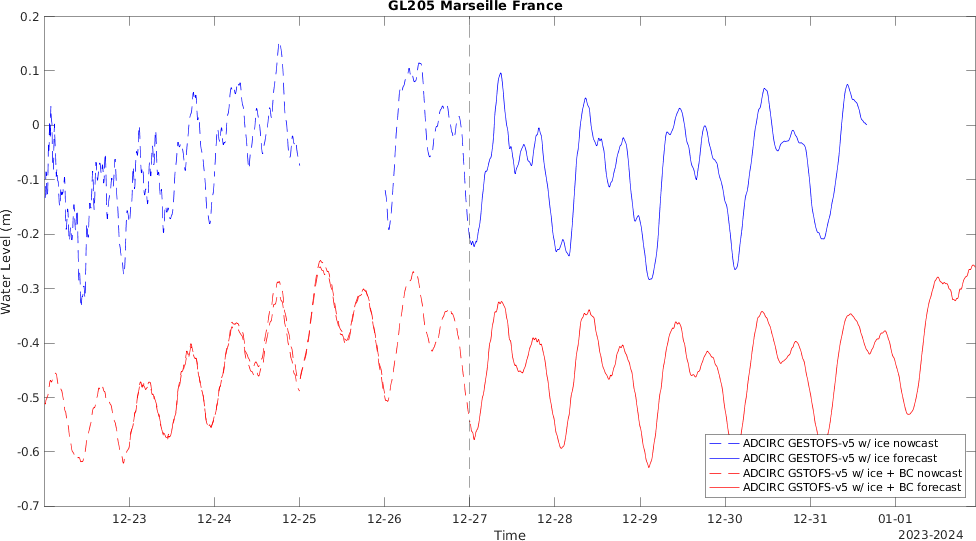 GL205 Marseille France
0.2
0.1
0
-0.1
-0.2
-0.3
-0.4
-0.5
-0.6
-0.7
Water Level (m)
ADCIRC GESTOFS-v5 w/ ice nowcast
ADCIRC GESTOFS-v5 w/ ice forecast
ADCIRC GSTOFS-v5 w/ ice + BC nowcast
ADCIRC GSTOFS-v5 w/ ice + BC forecast
12-23 12-24 12-25 12-26 12-27 12-28 12-29 12-30 12-31 01-01
Time
2023-2024